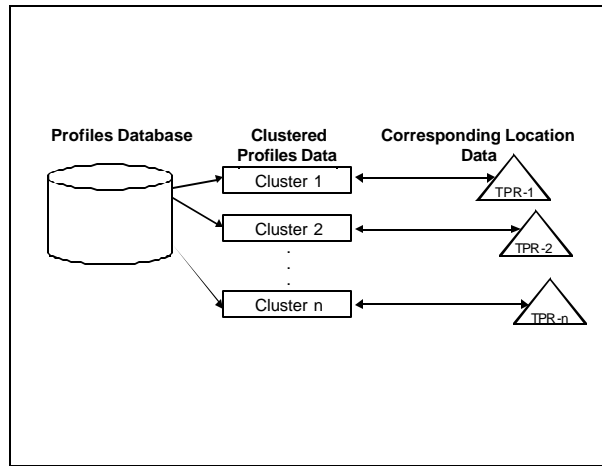 Profiles Database
Clustered
Profiles Data
Corresponding Location
Data
Cluster 1
TPR-1
Cluster 2
TPR-2
.
.
.
Cluster n
TPR-n